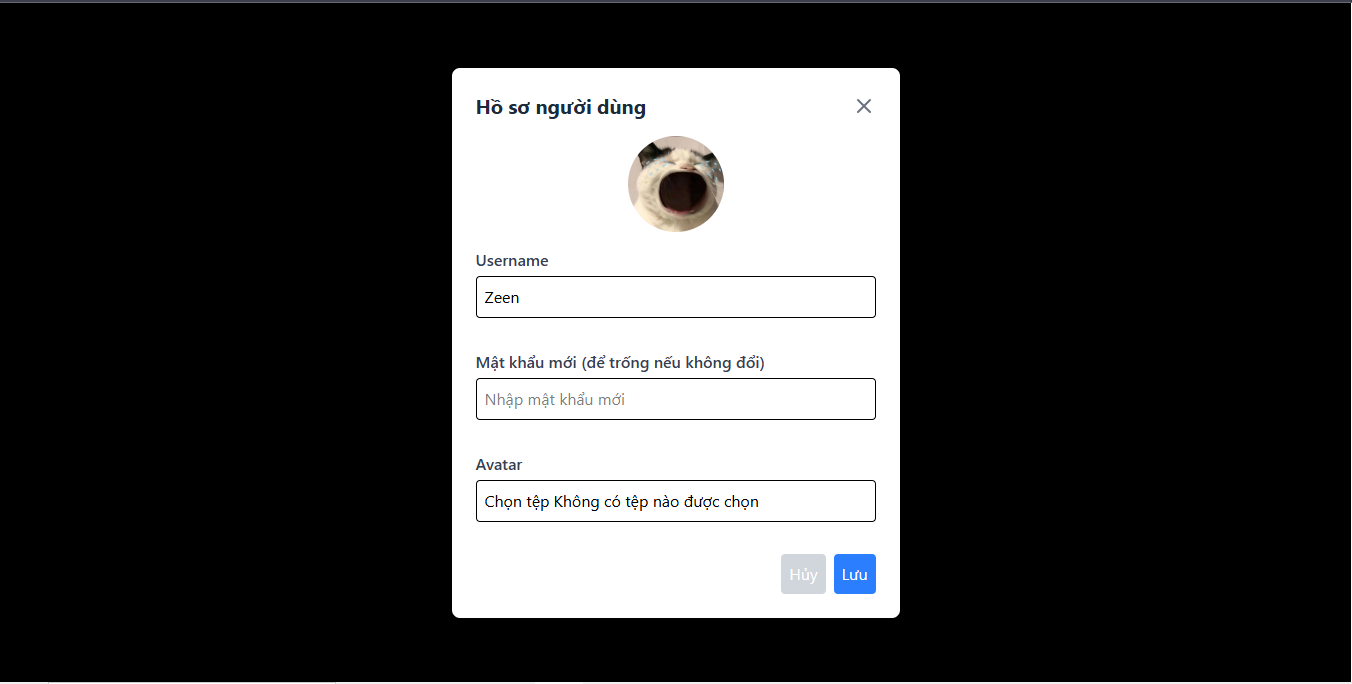 Hồ sơ người dùng
Username
Zeen
Mật khẩu mới (để trống nếu không đổi)
Nhập mật khẩu mới
Avatar
Chọn tệp Không có tệp nào được chọn
Hủy Lưu